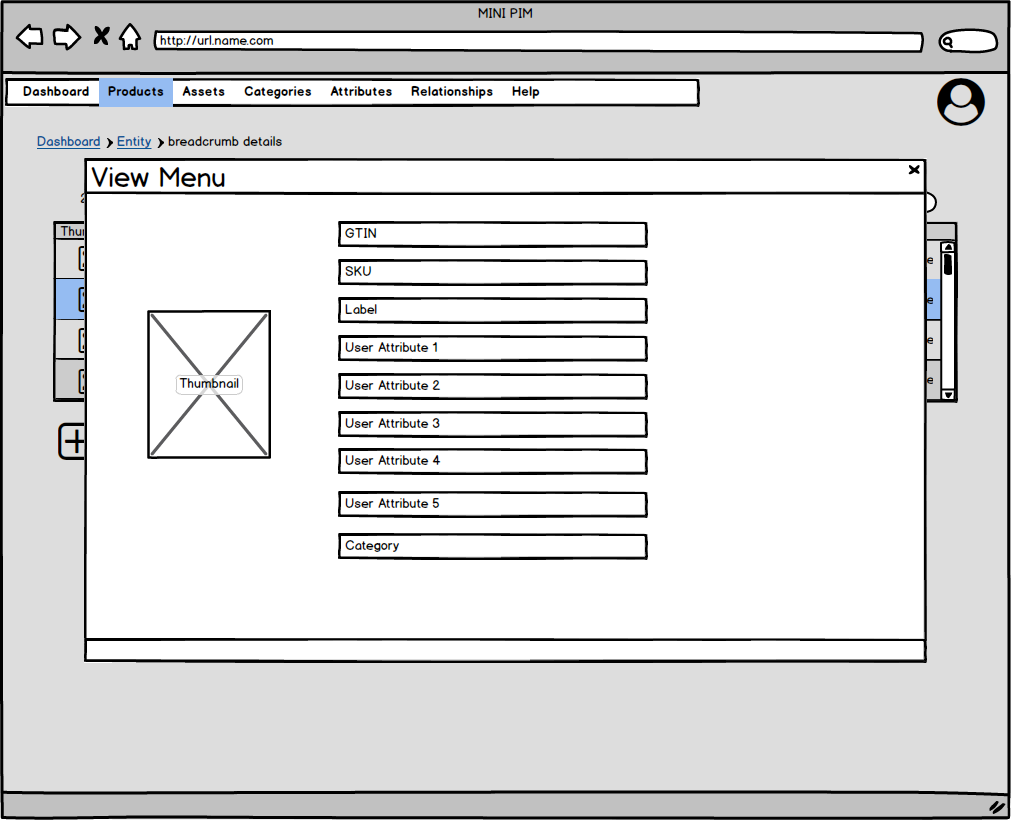 MINI PIM
http://url.name.com
Dashboard Products Assets Categories Attributes Relationships Help
Dashboard Entity breadcrumb details
View Menu
GTIN
SKU
Label
User Attribute 1
Thumbnail
User Attribute 2
User Attribute 3
User Attribute 4
User Attribute 5
Category